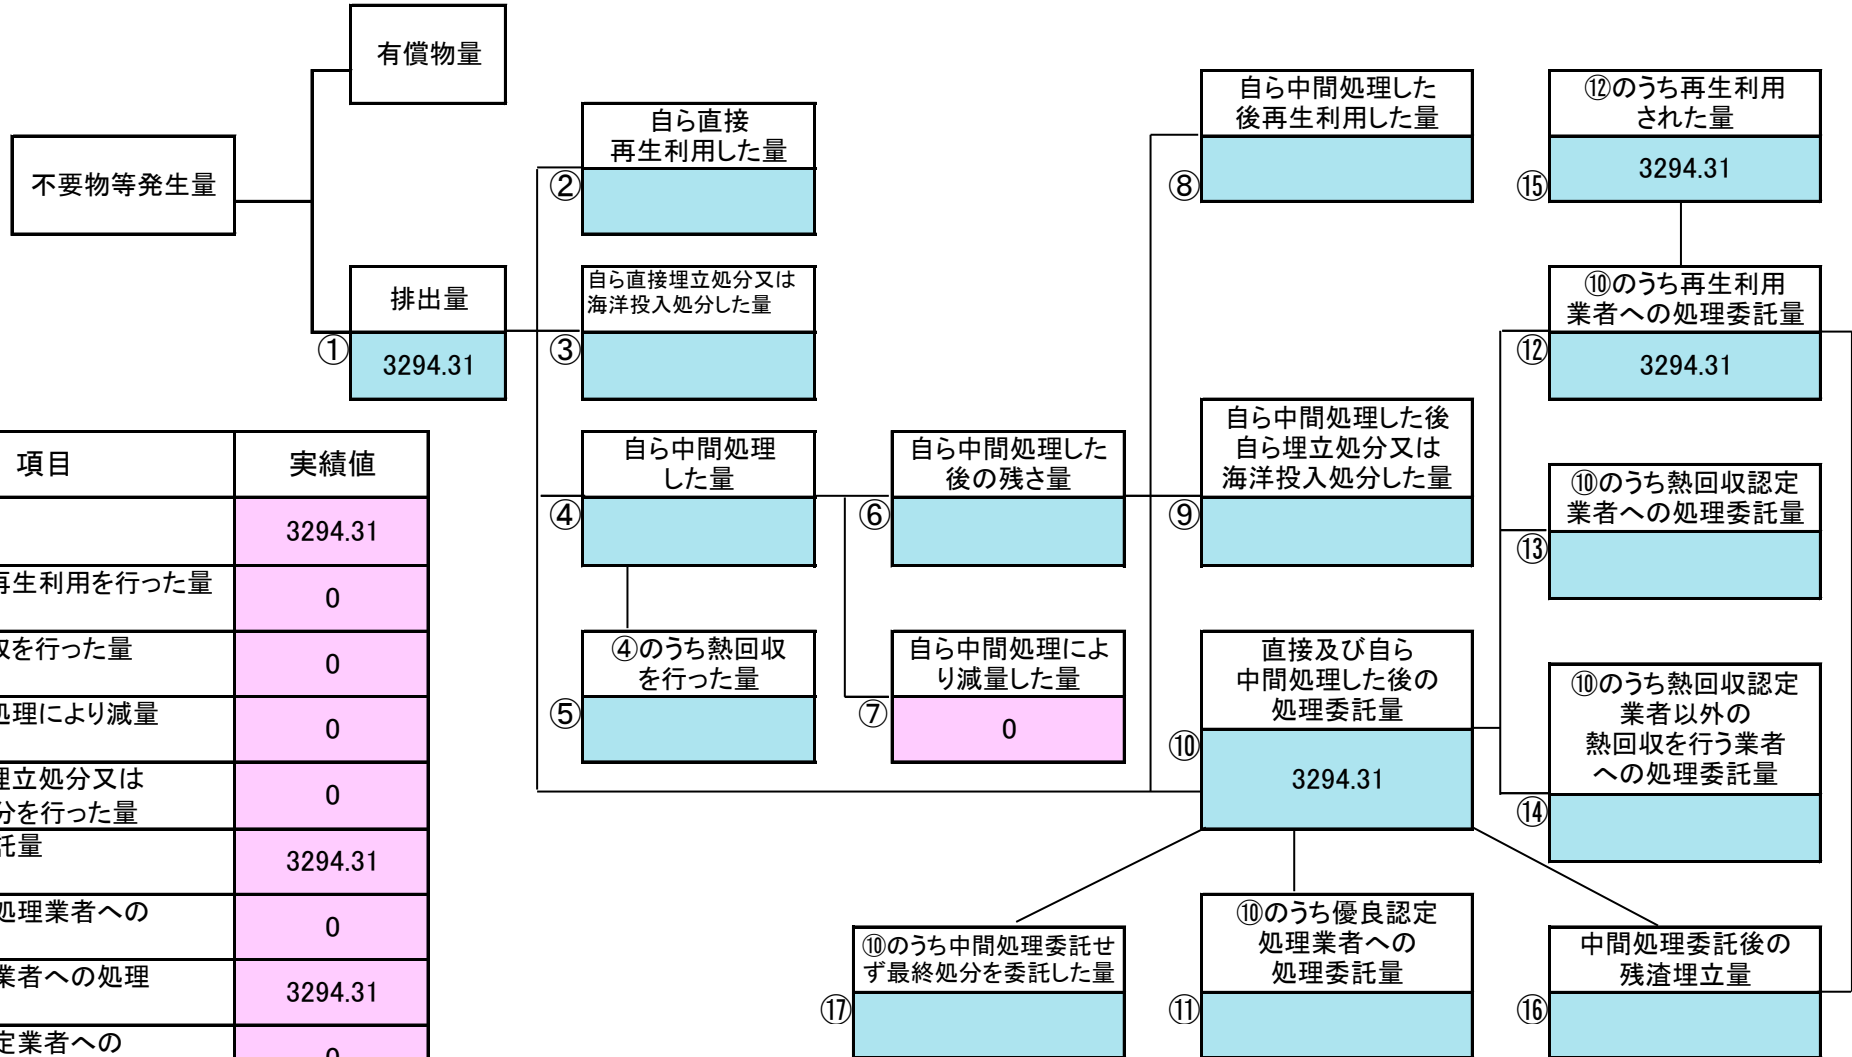 有償物量
不要物等発生量
排出量
①
3294.31
自ら直接
再生利用した量
②
自ら直接埋立処分又は
海洋投入処分した量
③
自ら中間処理
した量
④
④のうち熱回収
を行った量
⑤
自ら中間処理した
後の残さ量
⑥
自ら中間処理によ
り減量した量
⑦
0
自ら中間処理した
後再生利用した量
⑧
自ら中間処理した後
自ら埋立処分又は
海洋投入処分した量
⑨
直接及び自ら
中間処理した後の
処理委託量
⑩
3294.31
⑫のうち再生利用
された量
⑮
3294.31
⑩のうち再生利用
業者への処理委託量
⑫
3294.31
⑩のうち熱回収認定
業者への処理委託量
⑬
⑩のうち熱回収認定
業者以外の
熱回収を行う業者
への処理委託量
⑭
⑩のうち中間処理委託せ
ず最終処分を委託した量
⑰
⑩のうち優良認定
処理業者への
処理委託量
⑪
中間処理委託後の
残渣埋立量
⑯
項目 実績値
3294.31
再生利用を行った量 0
を行った量 0
処理により減量 0
埋立処分又は
を行った量 0
託量 3294.31
処理業者への 0
業者への処理 3294.31
定業者への 0